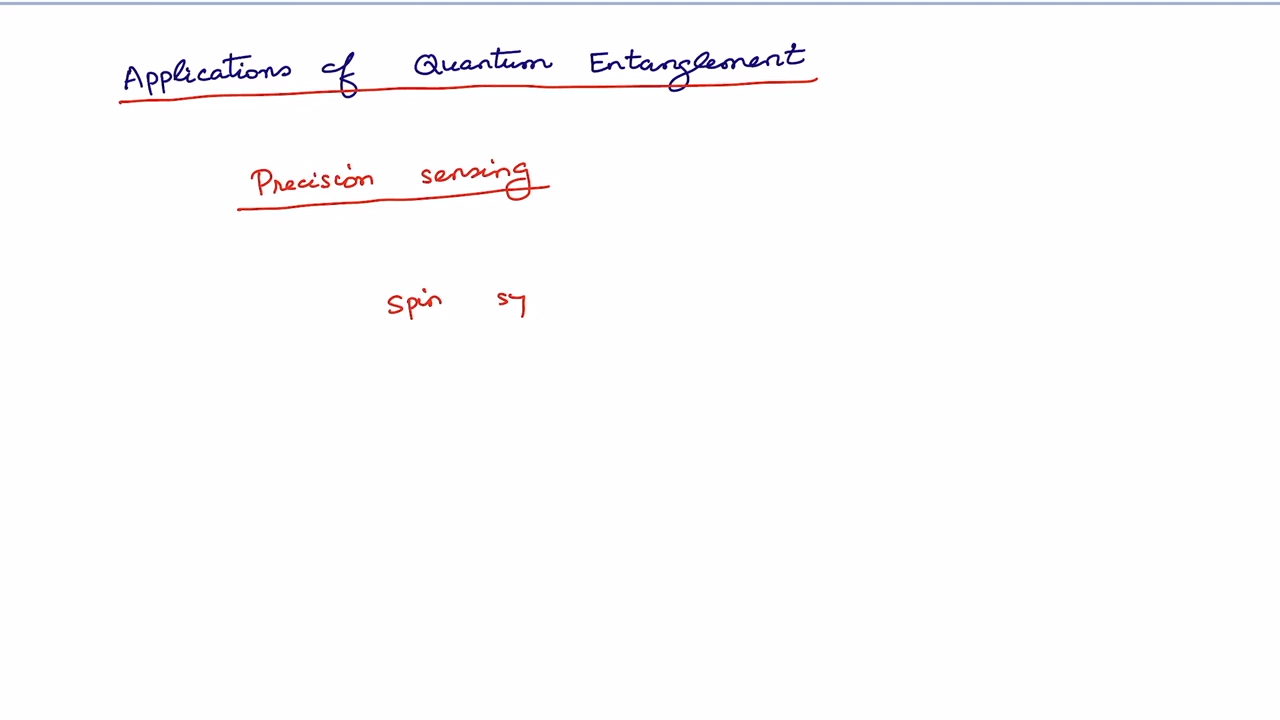 Applications of Quantum Entanglement
Precision sensing
spin sy